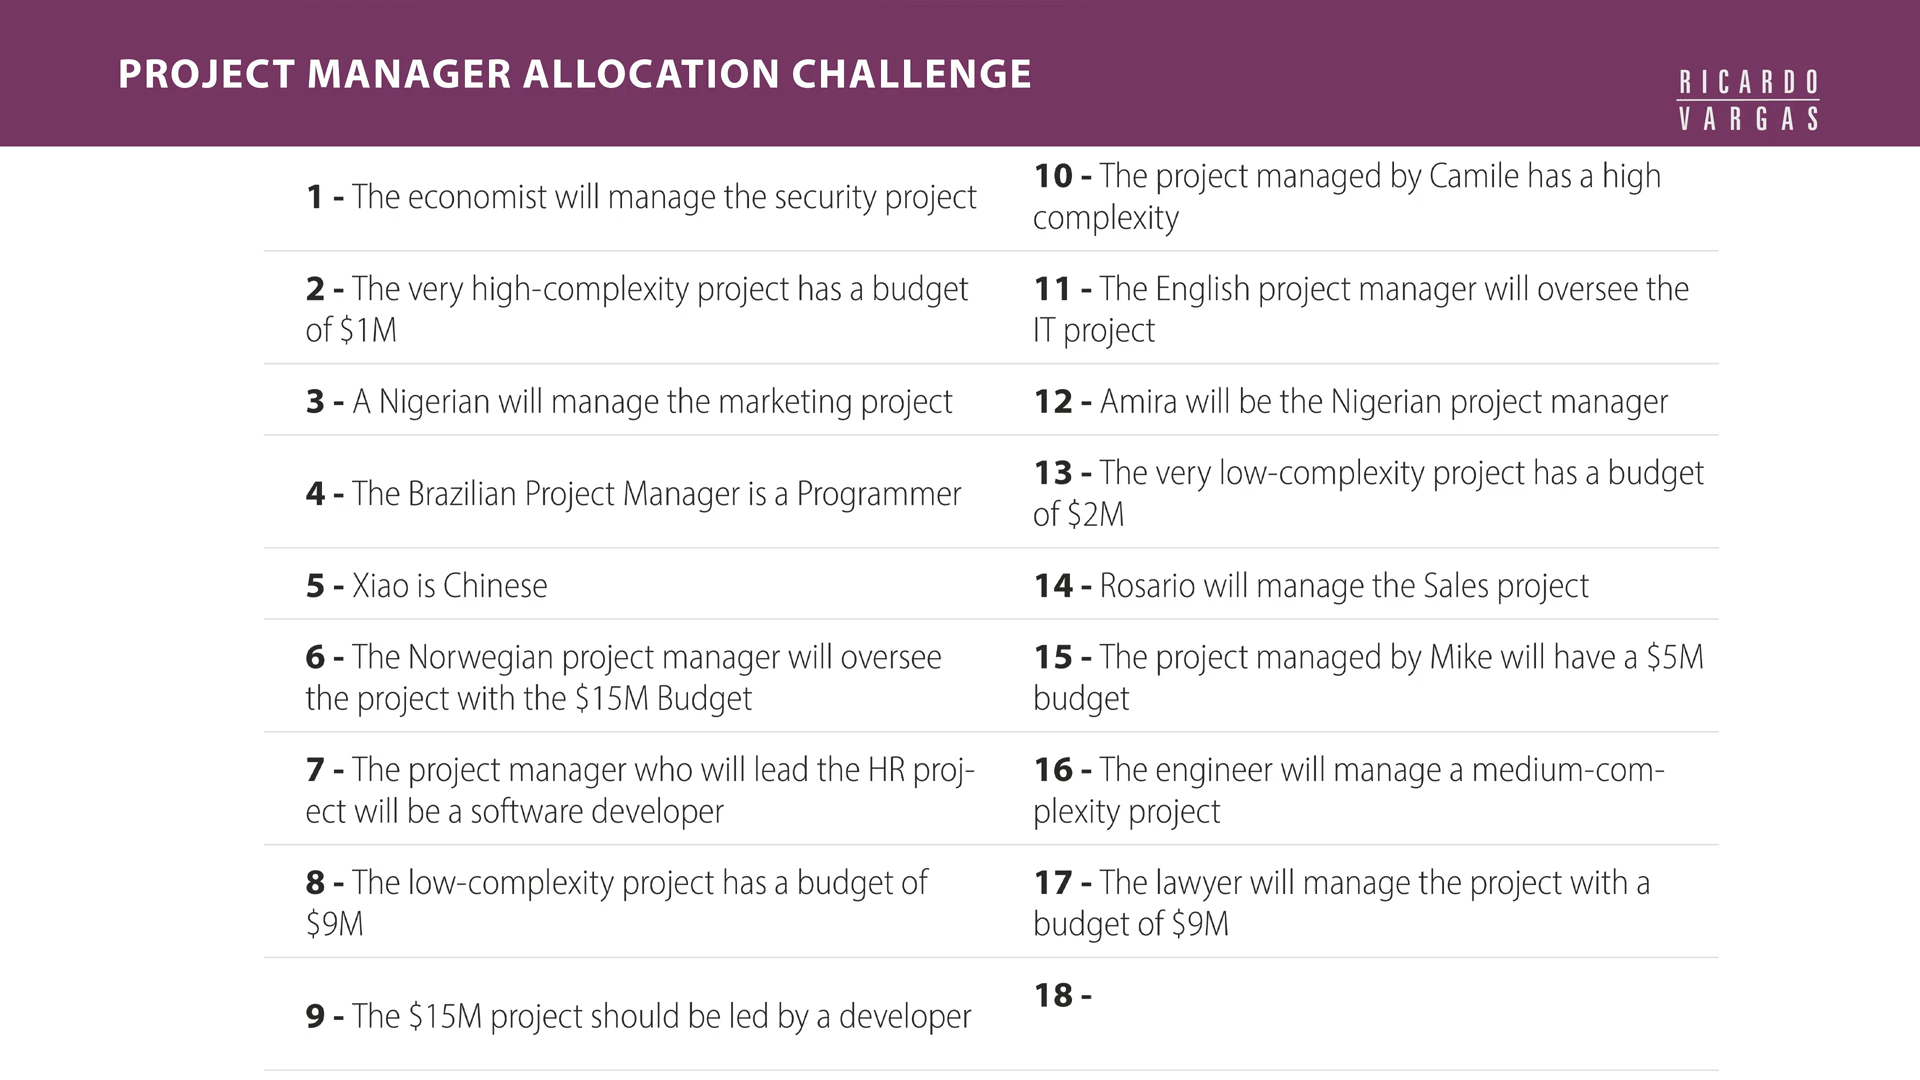 PROJECT MANAGER ALLOCATION CHALLENGE
RICARDO
VARGAS
1 - The economist will manage the security project
2 - The very high-complexity project has a budget
of $1M
3 - A Nigerian will manage the marketing project
4 - The Brazilian Project Manager is a Programmer
5 - Xiao is Chinese
6 - The Norwegian project manager will oversee
the project with the $15M Budget
7 - The project manager who will lead the HR proj-
ect will be a software developer
8 - The low-complexity project has a budget of
$9M
9 - The $15M project should be led by a developer
10 - The project managed by Camile has a high
complexity
11 - The English project manager will oversee the
IT project
12 - Amira will be the Nigerian project manager
13 - The very low-complexity project has a budget
of $2M
14 - Rosario will manage the Sales project
15 - The project managed by Mike will have a $5M
budget
16 - The engineer will manage a medium-com-
plexity project
17 - The lawyer will manage the project with a
budget of $9M
18 -